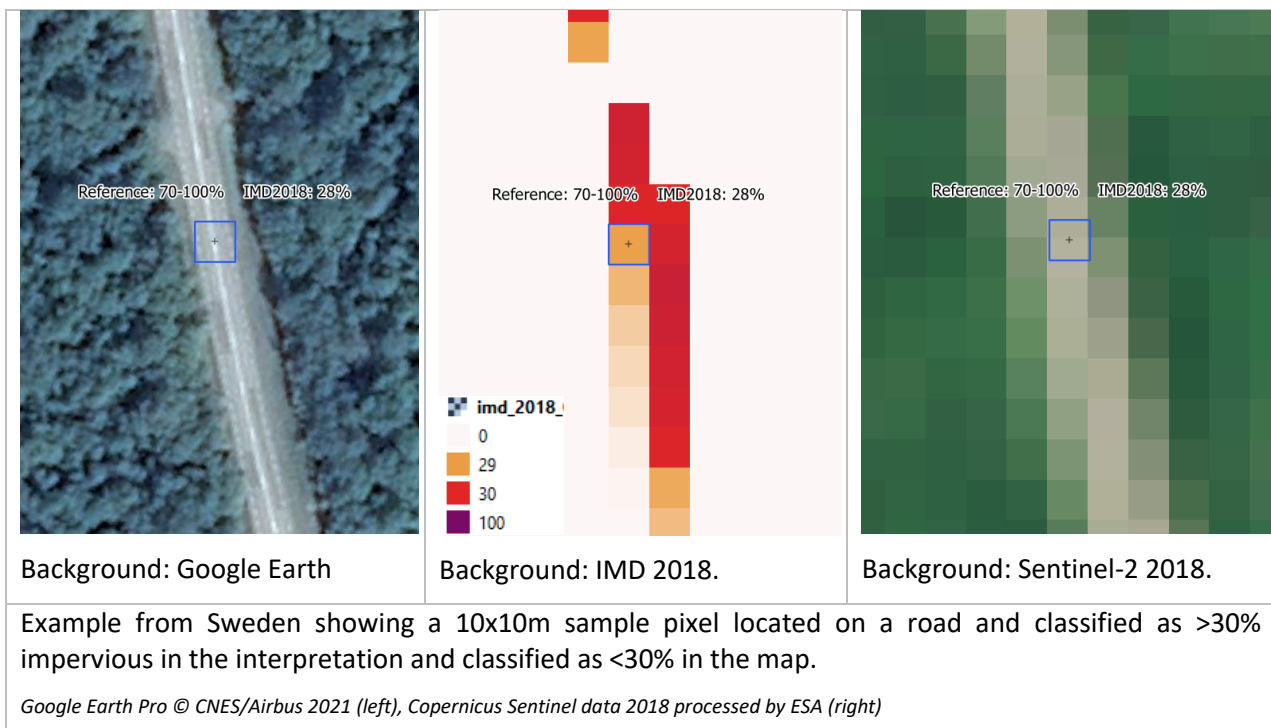 Reference: 70-100% IMD2018: 28%
Reference: 70-100% IMD2018: 28%
Reference: 70-100% IMD2018: 28%
imd_2018_
0
29
30
100
Background: Google Earth
Background: IMD 2018.
Background: Sentinel-2 2018.
Example from Sweden showing a 10x10m sample pixel located on a road and classified as >30%
impervious in the interpretation and classified as <30% in the map.
Google Earth Pro © CNES/Airbus 2021 (left), Copernicus Sentinel data 2018 processed by ESA (right)